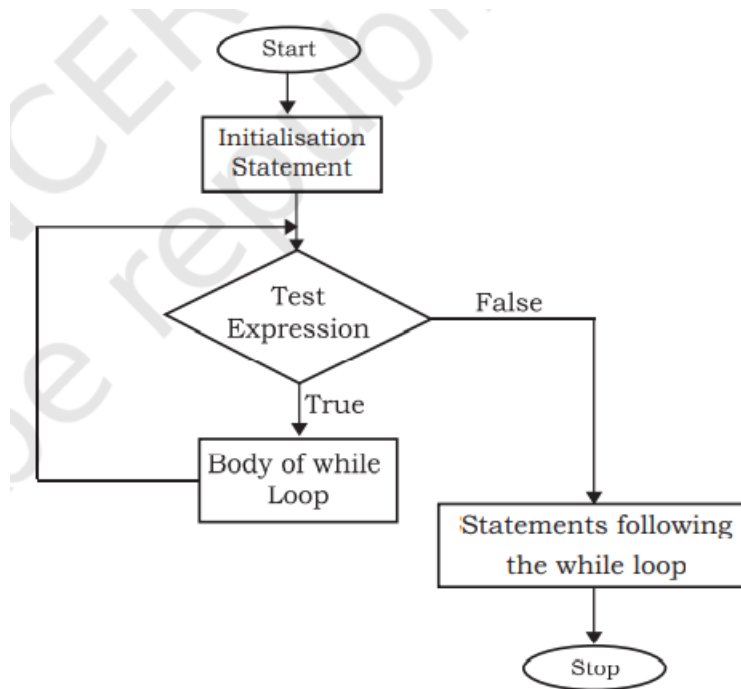 Start
Initialisation
Statement
Test
Expression
False
True
Body of while
Loop
Statements following
the while loop
Stop